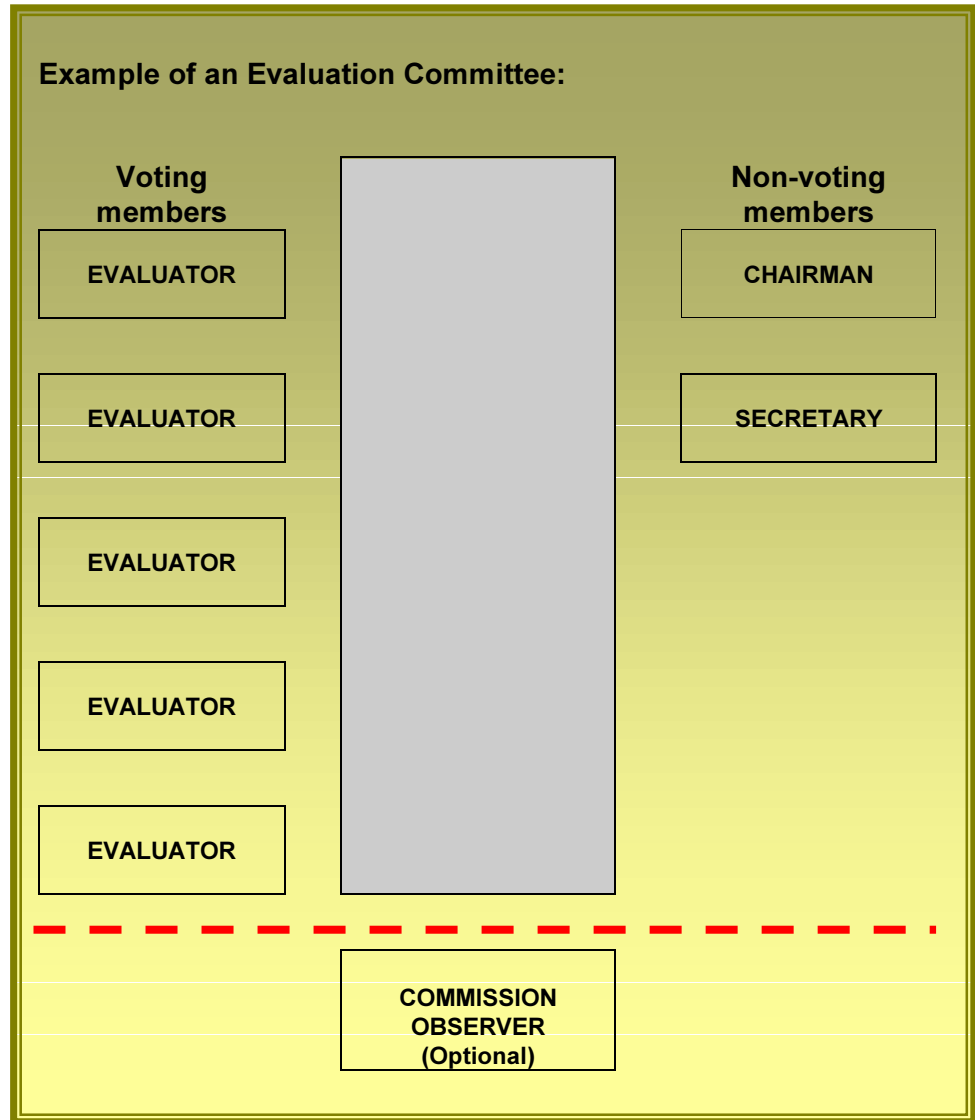 Example of an Evaluation Committee:
Voting
members
Non-voting
members
EVALUATOR
CHAIRMAN
EVALUATOR
SECRETARY
EVALUATOR
EVALUATOR
EVALUATOR
COMMISSION
OBSERVER
(Optional)